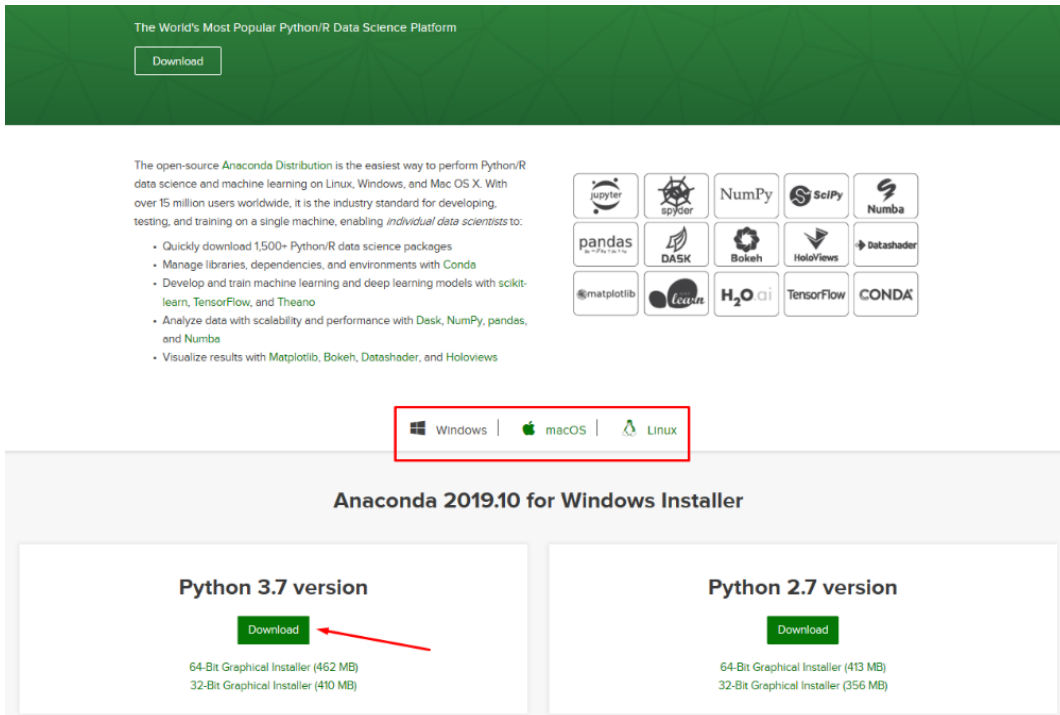 The World's Most Popular Python/R Data Science Platform
Download
The open-source Anaconda Distribution is the easiest way to perform Python/R
data science and machine learning on Linux, Windows, and Mac OS X. With
over 15 million users worldwide, it is the industry standard for developing,
testing, and training on a single machine, enabling individual data scientists to:
• Quickly download 1,500+ Python/R data science packages
• Manage libraries, dependencies, and environments with Conda
• Develop and train machine learning and deep learning models with scikit-
learn, TensorFlow, and Theano
• Analyze data with scalability and performance with Dask, NumPy, pandas,
and Numba
• Visualize results with Matplotlib, Bokeh, Datashader, and Holoviews
jupyter
spyder
NumPy
SciPy
Numba
pandas
DASK
Bokeh
HoloViews
Datashader
matplotlib
learn
H2O.ai
TensorFlow
CONDA
Windows | macOS | Linux
Anaconda 2019.10 for Windows Installer
Python 3.7 version
Download
64-Bit Graphical Installer (462 MB)
32-Bit Graphical Installer (410 MB)
Python 2.7 version
Download
64-Bit Graphical Installer (413 MB)
32-Bit Graphical Installer (356 MB)